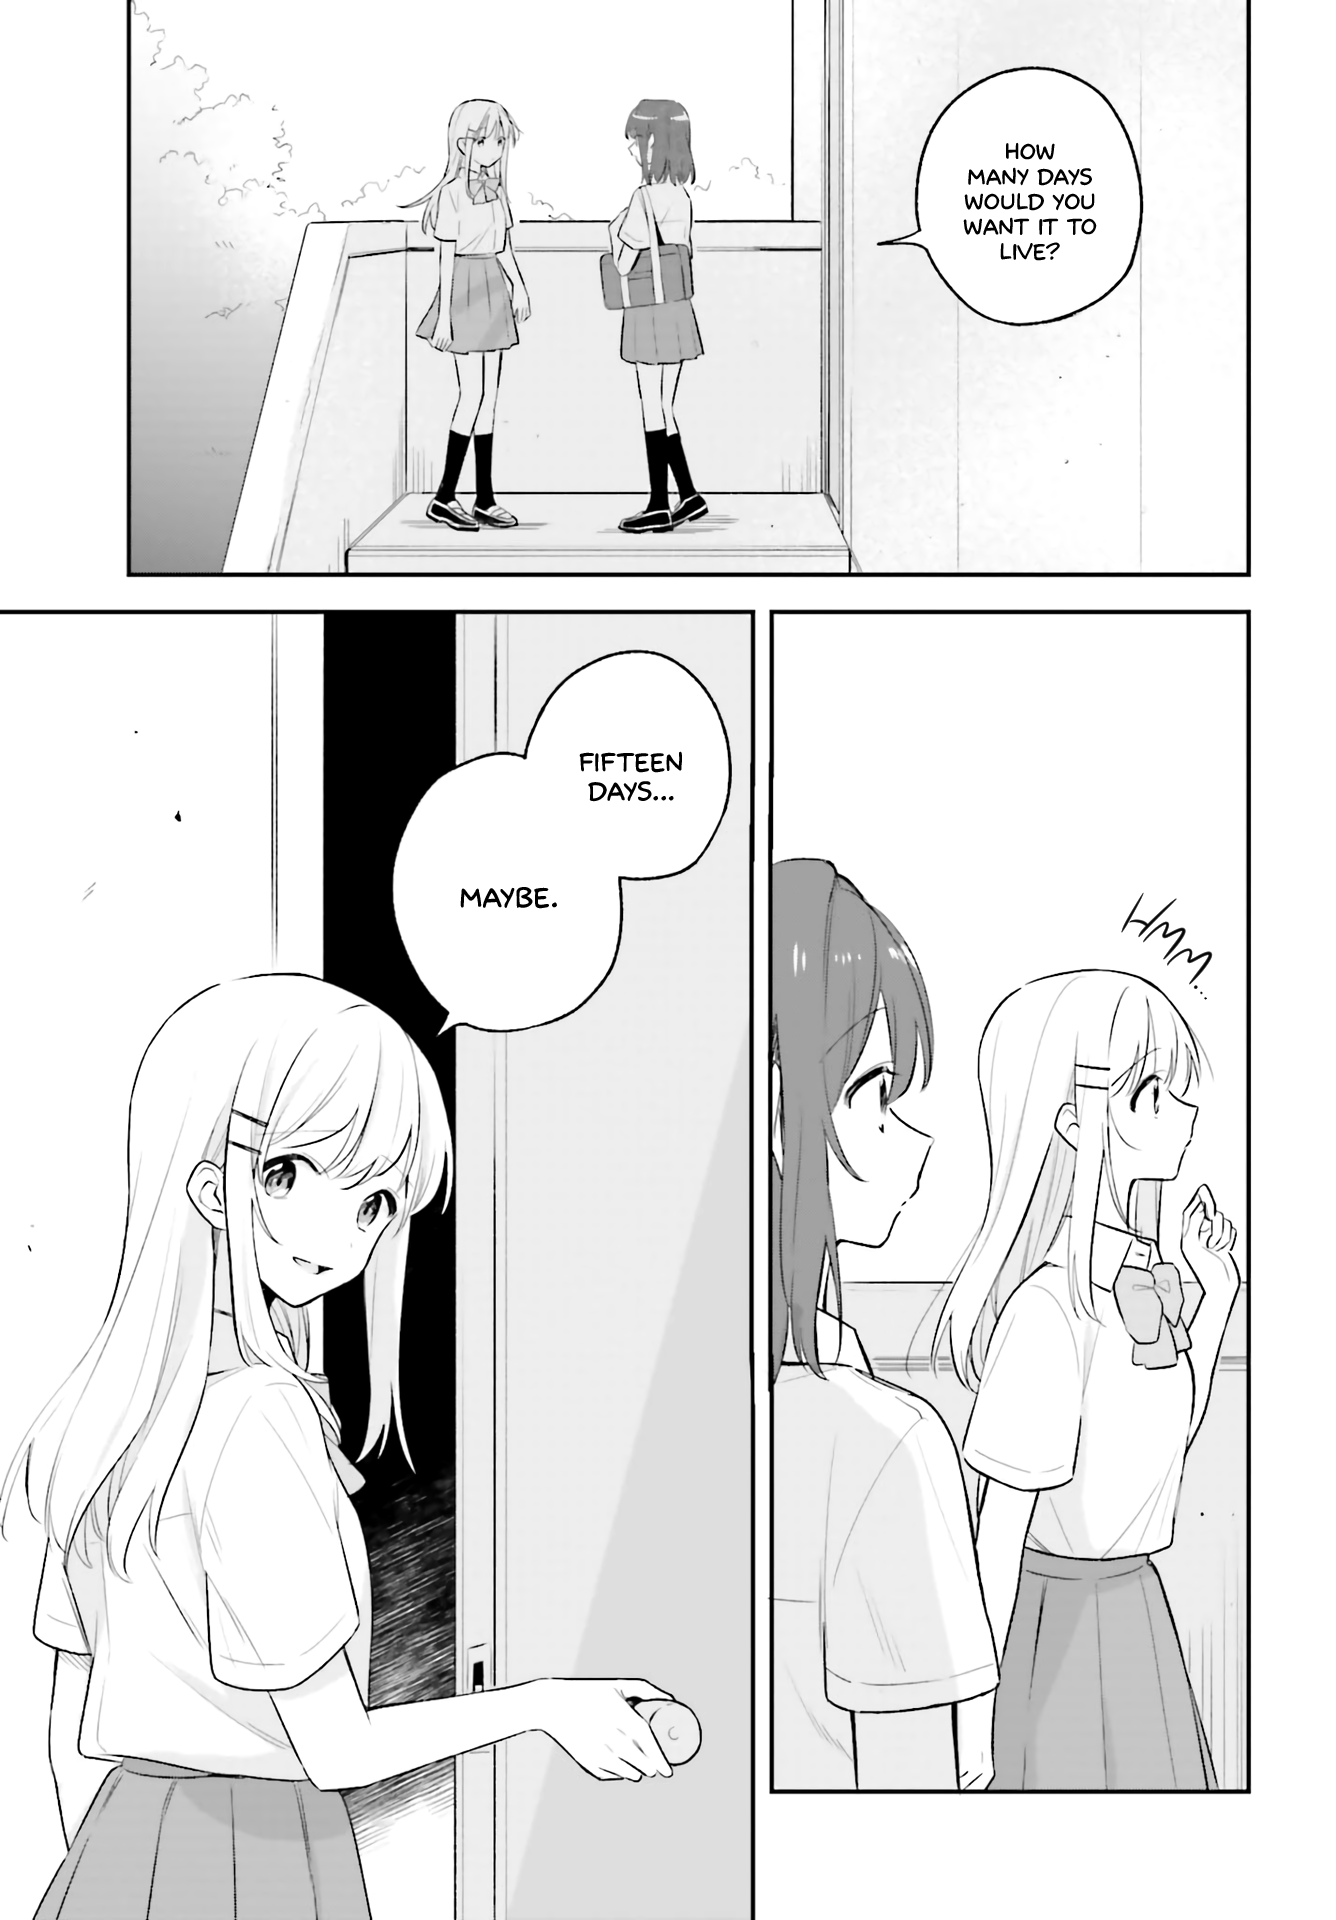 HOW
MANY DAYS
WOULD YOU
WANT IT TO
LIVE?
HMM...
FIFTEEN
DAYS...
MAYBE.